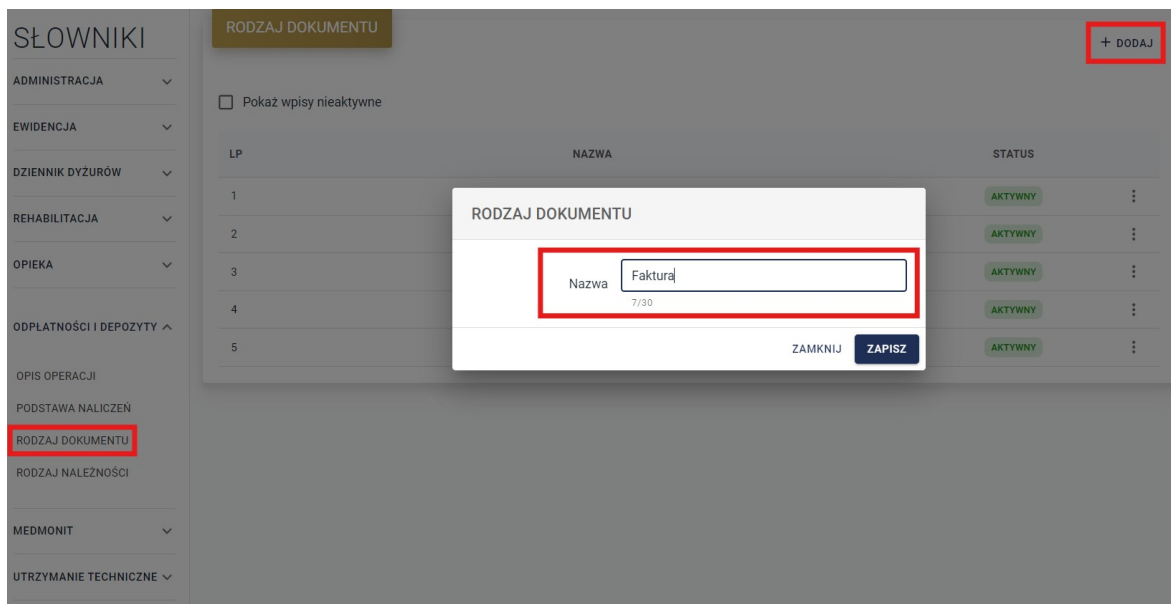 SŁOWNIKI
ADMINISTRACJA
EWIDENCJA
DZIENNIK DYŻURÓW
REHABILITACJA
OPIEKA
ODPŁATNOŚCI I DEPOZYTY
OPIS OPERACJI
PODSTAWA NALICZEŃ
RODZAJ DOKUMENTU
RODZAJ NALEŻNOŚCI
MEDMONIT
UTRZYMANIE TECHNICZNE
RODZAJ DOKUMENTU
+ DODAJ
Pokaż wpisy nieaktywne
LP NAZWA STATUS
1 AKTYWNY
2 AKTYWNY
3 AKTYWNY
4 AKTYWNY
5 AKTYWNY
RODZAJ DOKUMENTU
Nazwa Faktura
7/30
ZAMKNIJ ZAPISZ